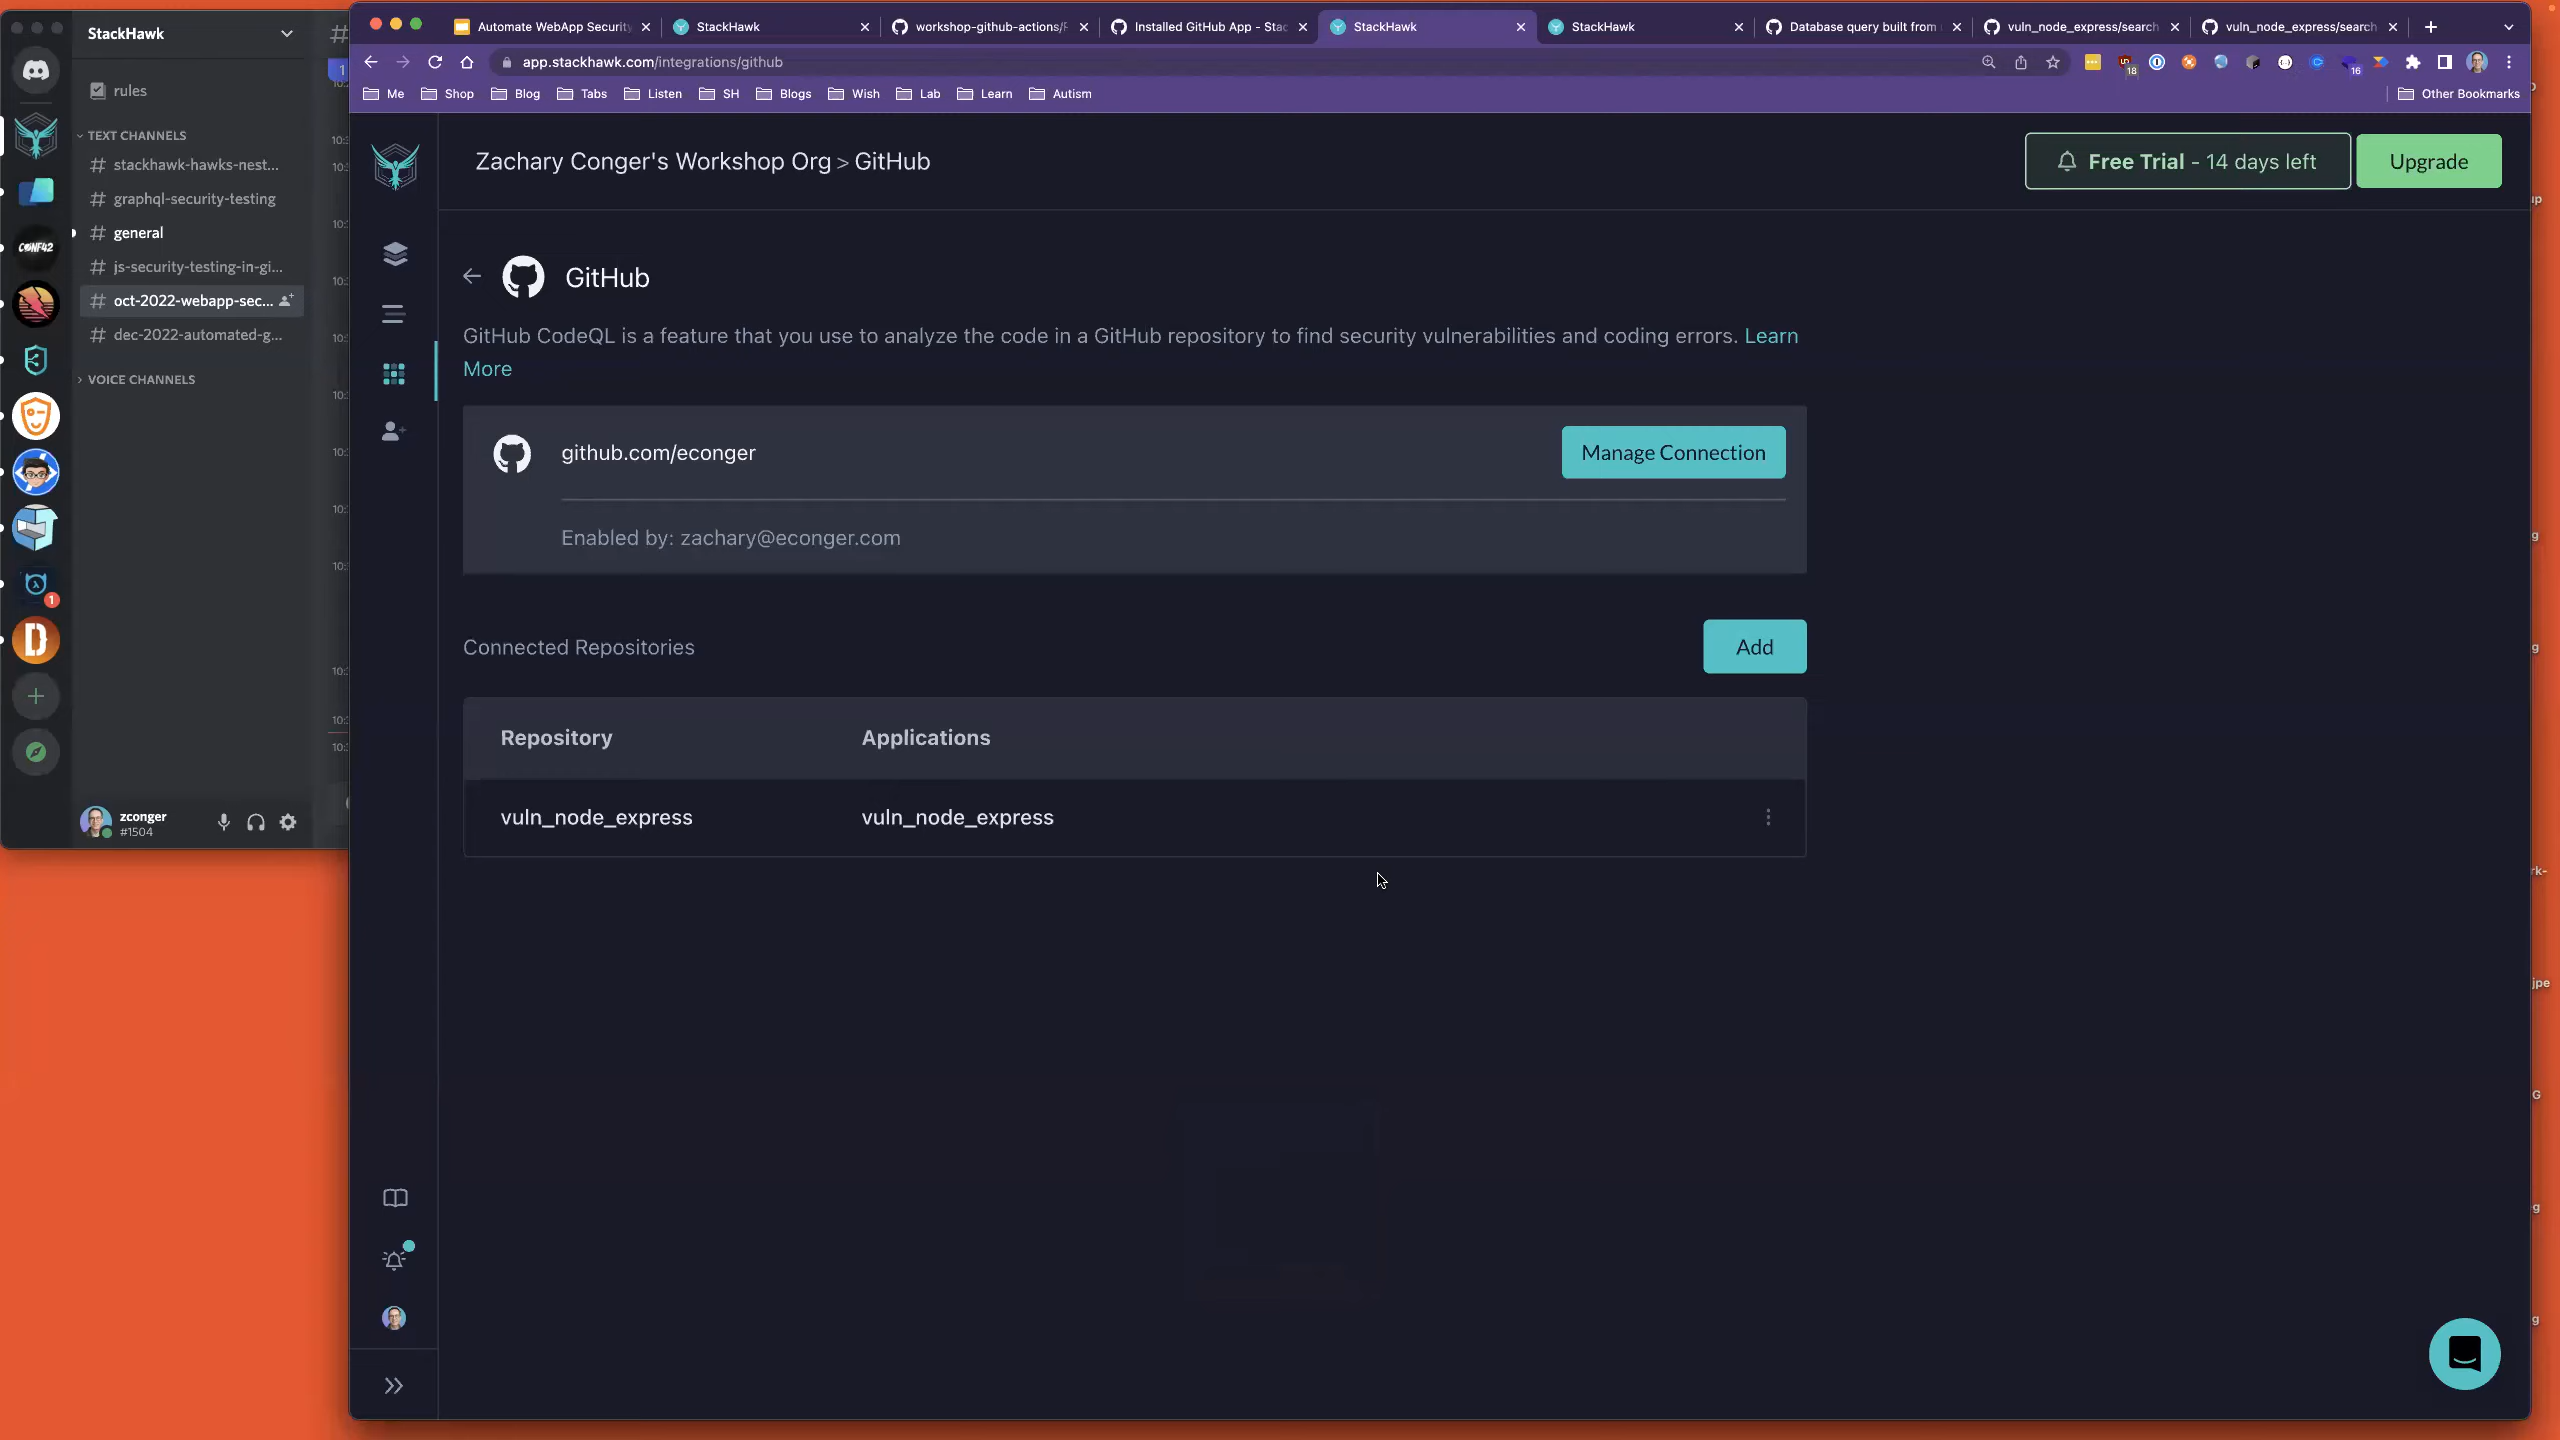 StackHawk
rules
TEXT CHANNELS
stackhawk-hawks-nest...
graphql-security-testing
general
js-security-testing-in-gi...
oct-2022-webapp-sec...
dec-2022-automated-g...
VOICE CHANNELS
CONF42
1
zconger
#1504
Automate WebApp Security
StackHawk
workshop-github-actions/
Installed GitHub App - Stac
StackHawk
StackHawk
Database query built from
vuln_node_express/search
vuln_node_express/search
app.stackhawk.com/integrations/github
18
16
Me
Shop
Blog
Tabs
Listen
SH
Blogs
Wish
Lab
Learn
Autism
Other Bookmarks
Zachary Conger's Workshop Org > GitHub
Free Trial - 14 days left
Upgrade
GitHub
GitHub CodeQL is a feature that you use to analyze the code in a GitHub repository to find security vulnerabilities and coding errors. Learn
More
github.com/econger
Manage Connection
Enabled by: zachary@econger.com
Connected Repositories
Add
Repository
Applications
vuln_node_express
vuln_node_express